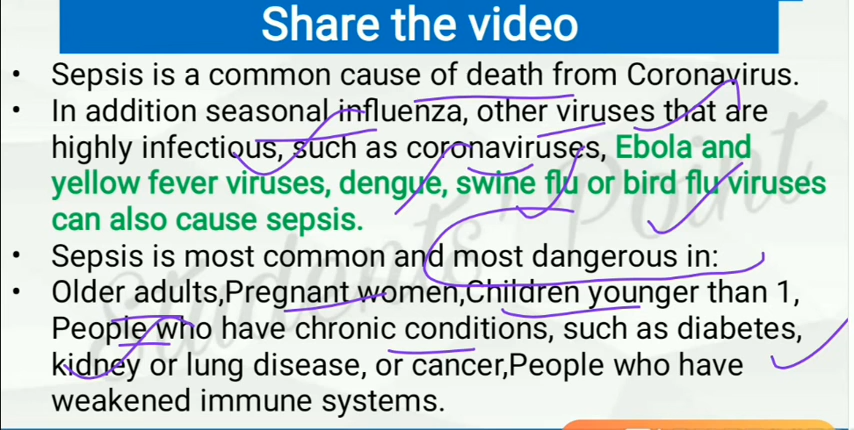 Share the video
• Sepsis is a common cause of death from Coronavirus.
• In addition seasonal influenza, other viruses that are
highly infectious, such as coronaviruses, Ebola and
yellow fever viruses, dengue, swine flu or bird flu viruses
can also cause sepsis.
• Sepsis is most common and most dangerous in:
• Older adults,Pregnant women,Children younger than 1,
People who have chronic conditions, such as diabetes,
kidney or lung disease, or cancer,People who have
weakened immune systems.
Students Point